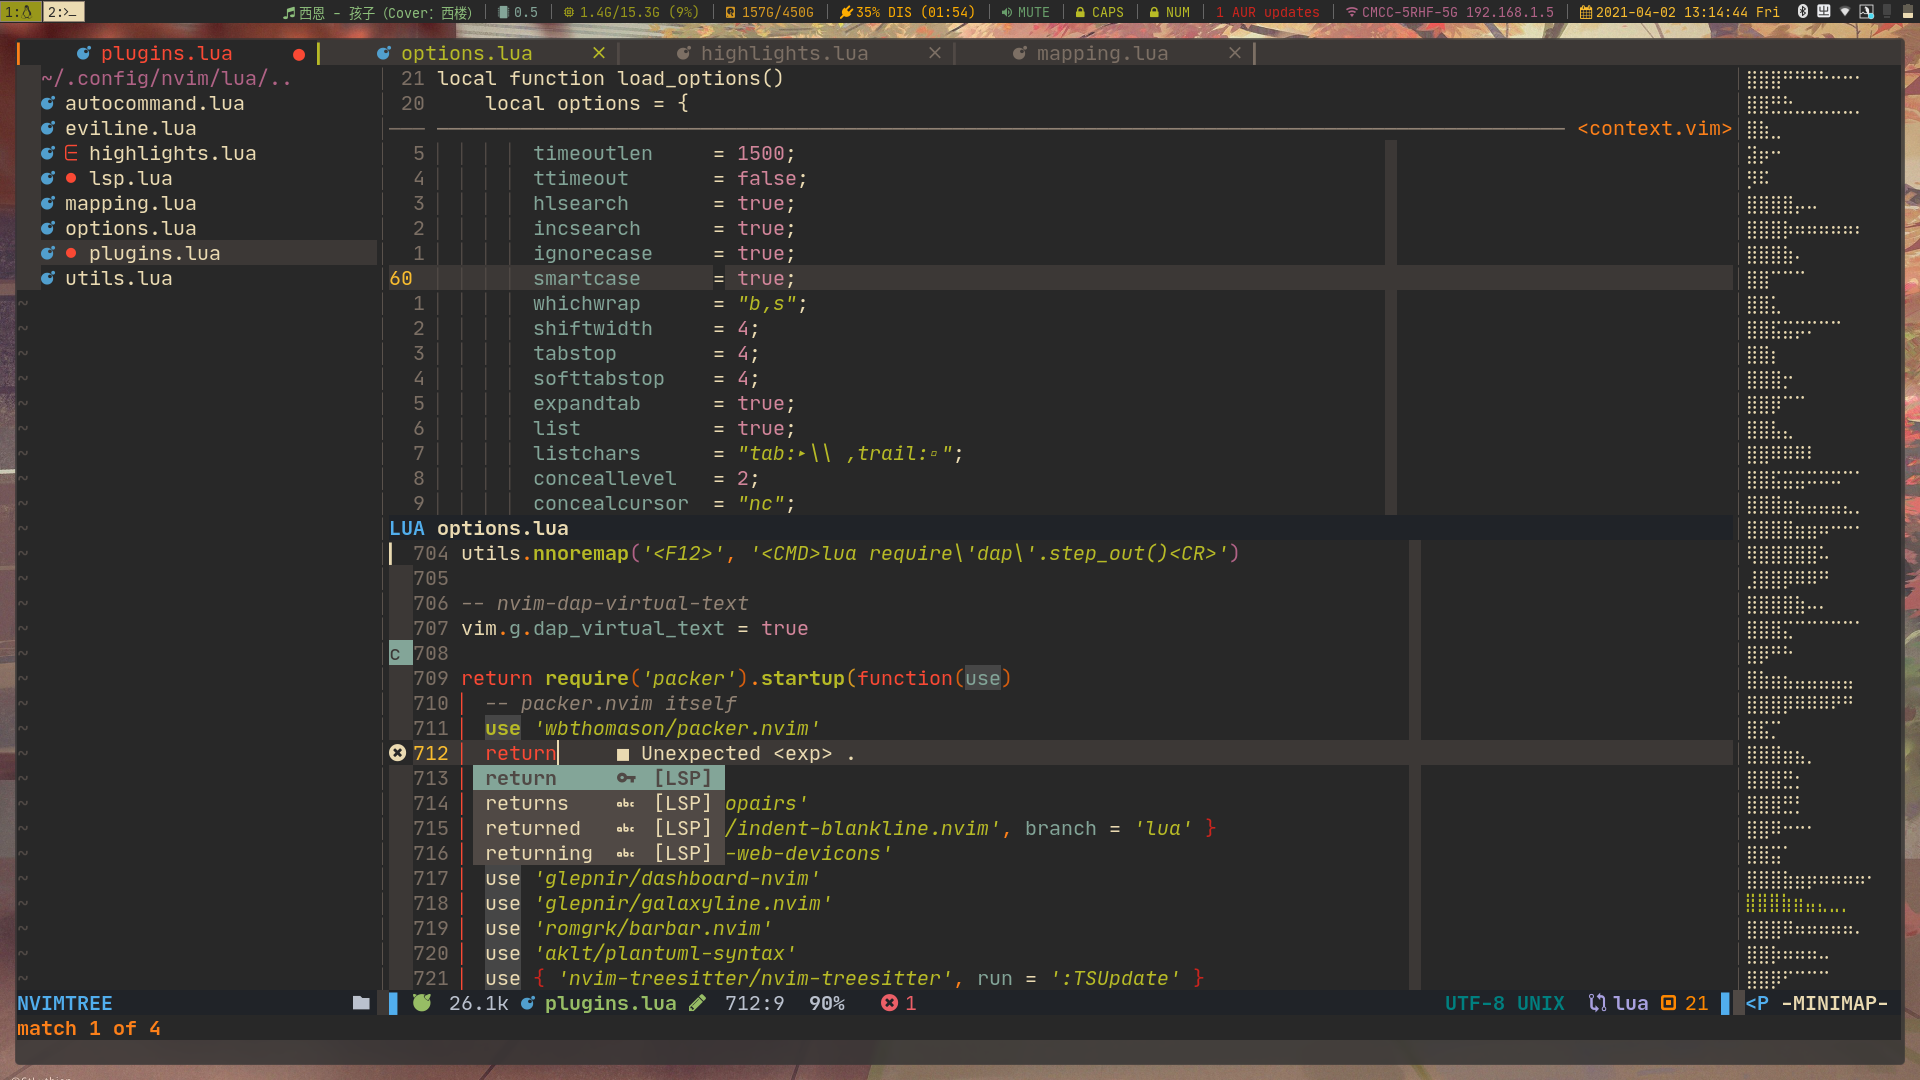 1: 2:>_ 西恩 - 孩子（Cover: 西楼） 0.5 1.4G/15.3G (9%) 157G/450G 35% DIS (01:54) MUTE CAPS NUM 1 AUR updates CMCC-5RHF-5G 192.168.1.5 2021-04-02 13:14:44 Fri
plugins.lua options.lua highlights.lua mapping.lua
~/.config/nvim/lua/..
autocommand.lua
eviline.lua
highlights.lua
lsp.lua
mapping.lua
options.lua
plugins.lua
utils.lua
21 local function load_options()
20 local options = {
<context.vim>
5 timeoutlen = 1500;
4 ttimeout = false;
3 hlsearch = true;
2 incsearch = true;
1 ignorecase = true;
60 smartcase = true;
1 whichwrap = "b,s";
2 shiftwidth = 4;
3 tabstop = 4;
4 softtabstop = 4;
5 expandtab = true;
6 list = true;
7 listchars = "tab:‣\\ ,trail:▫";
8 conceallevel = 2;
9 concealcursor = "nc";
LUA options.lua
704 utils.nnoremap('<F12>', '<CMD>lua require\'dap\'.step_out()<CR>')
705
706 -- nvim-dap-virtual-text
707 vim.g.dap_virtual_text = true
c 708
709 return require('packer').startup(function(use)
710 -- packer.nvim itself
711 use 'wbthomason/packer.nvim'
712 return ■ Unexpected <exp> .
713 return [LSP]
714 returns abc [LSP] opairs'
715 returned abc [LSP] /indent-blankline.nvim', branch = 'lua' }
716 returning abc [LSP] -web-devicons'
717 use 'glepnir/dashboard-nvim'
718 use 'glepnir/galaxyline.nvim'
719 use 'romgrk/barbar.nvim'
720 use 'aklt/plantuml-syntax'
721 use { 'nvim-treesitter/nvim-treesitter', run = ':TSUpdate' }
NVIMTREE 26.1k plugins.lua 712:9 90% 1 UTF-8 UNIX lua 21 <P -MINIMAP-
match 1 of 4